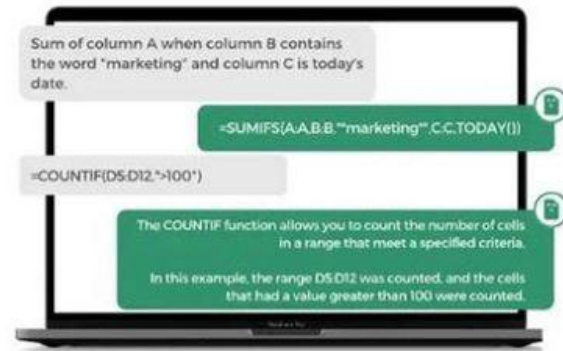 Sum of column A when column B contains
the word "marketing" and column C is today's
date.
=SUMIFS(A:A,B:B,"*marketing*",C:C,TODAY())
=COUNTIF(D5:D12,">100")
The COUNTIF function allows you to count the number of cells
in a range that meet a specified criteria.
In this example, the range D5:D12 was counted, and the cells
that had a value greater than 100 were counted.